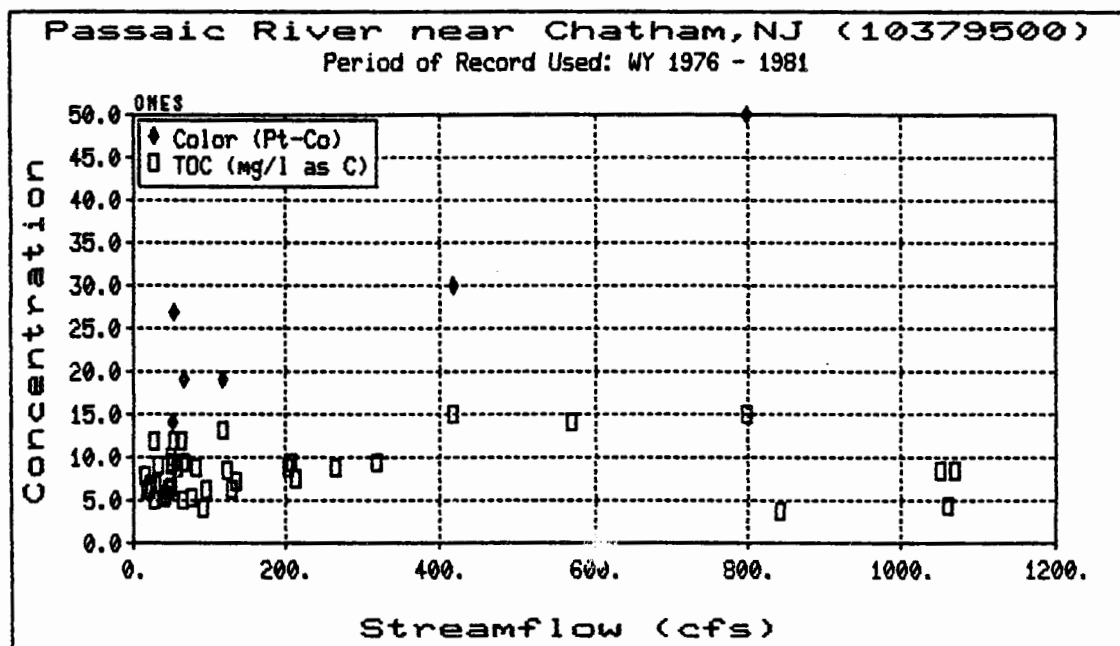 Passaic River near Chatham,NJ (10379500)
Period of Record Used: WY 1976 - 1981
ONES
50.0
45.0
40.0
35.0
30.0
25.0
20.0
15.0
10.0
5.0
0.0
Concentration
Color (Pt-Co)
TOC (mg/l as C)
0. 200. 400. 600. 800. 1000. 1200.
Streamflow (cfs)